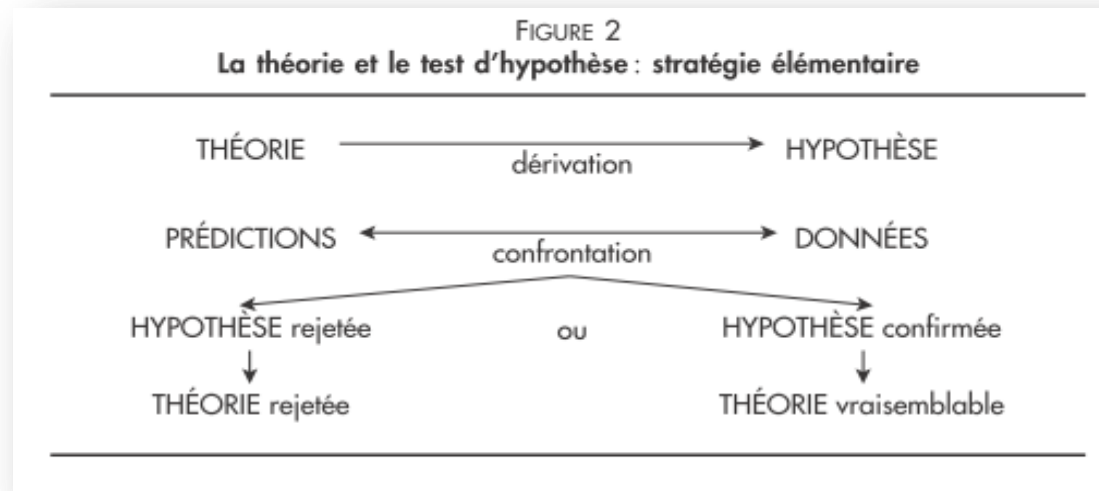 FIGURE 2
La théorie et le test d’hypothèse : stratégie élémentaire
THÉORIE dérivation HYPOTHÈSE
PRÉDICTIONS confrontation DONNÉES
HYPOTHÈSE rejetée ou HYPOTHÈSE confirmée
THÉORIE rejetée THÉORIE vraisemblable